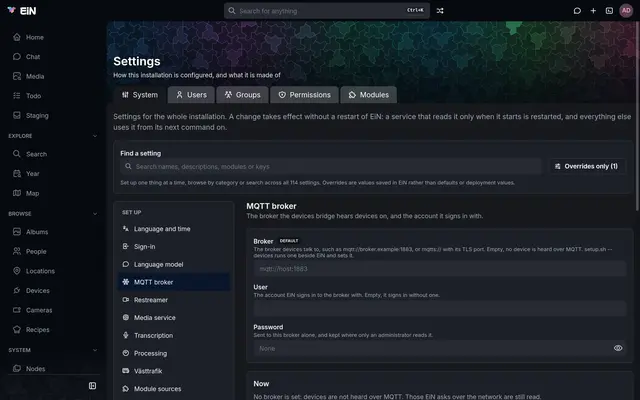 EiN
Search for anything
Ctrl+K
AD
Home
Chat
Media
Todo
Staging
EXPLORE
Search
Year
Map
BROWSE
Albums
People
Locations
Devices
Cameras
Recipes
SYSTEM
Nodes
Settings
How this installation is configured, and what it is made of
System
Users
Groups
Permissions
Modules
Settings for the whole installation. A change takes effect without a restart of EiN: a service that reads it only when it starts is restarted, and everything else
uses it from its next command on.
Find a setting
Search names, descriptions, modules or keys
Overrides only (1)
Set up one thing at a time, browse by category or search across all 114 settings. Overrides are values saved in EiN rather than defaults or deployment values.
SET UP
Language and time
Sign-in
Language model
MQTT broker
Restreamer
Media service
Transcription
Processing
Västtrafik
Module sources
MQTT broker
The broker the devices bridge hears devices on, and the account it signs in with.
Broker DEFAULT
The broker devices talk to, such as mqtt://broker.example:1883, or mqtts:// with its TLS port. Empty, no device is heard over MQTT. setup.sh --
devices runs one beside EiN and sets it.
mqtt://host:1883
User
The account EiN signs in to the broker with. Empty, it signs in without one.
Password
Sent to this broker alone, and kept where only an administrator reads it.
None
Now
No broker is set: devices are not heard over MQTT. Those EiN asks over the network are still read.